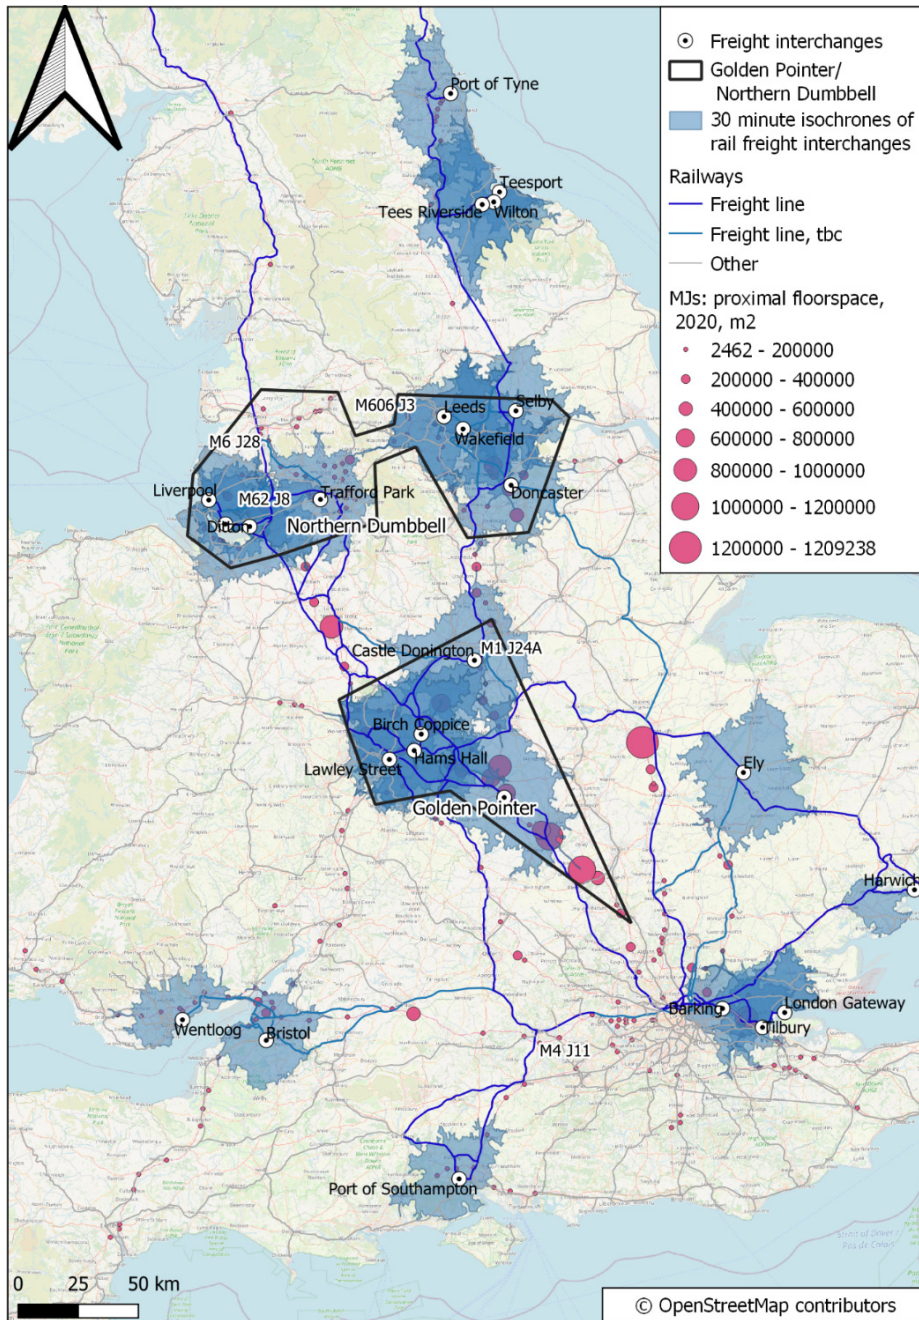 Freight interchanges
Golden Pointer/
Northern Dumbbell
30 minute isochrones of
rail freight interchanges
Railways
Freight line
Freight line, tbc
Other
MJs: proximal floorspace,
2020, m2
2462 - 200000
200000 - 400000
400000 - 600000
600000 - 800000
800000 - 1000000
1000000 - 1200000
1200000 - 1209238
Port of Tyne
Teesport
Tees Riverside
Wilton
M606 J3
Leeds
Selby
M6 J28
Wakefield
Liverpool
M62 J8
Trafford Park
Doncaster
Ditton
Northern Dumbbell
Castle Donington
M1 J24A
Birch Coppice
Hams Hall
Lawley Street
Ely
Golden Pointer
Harwich
Barking
London Gateway
Tilbury
Wentloog
Bristol
M4 J11
Port of Southampton
0 25 50 km
© OpenStreetMap contributors